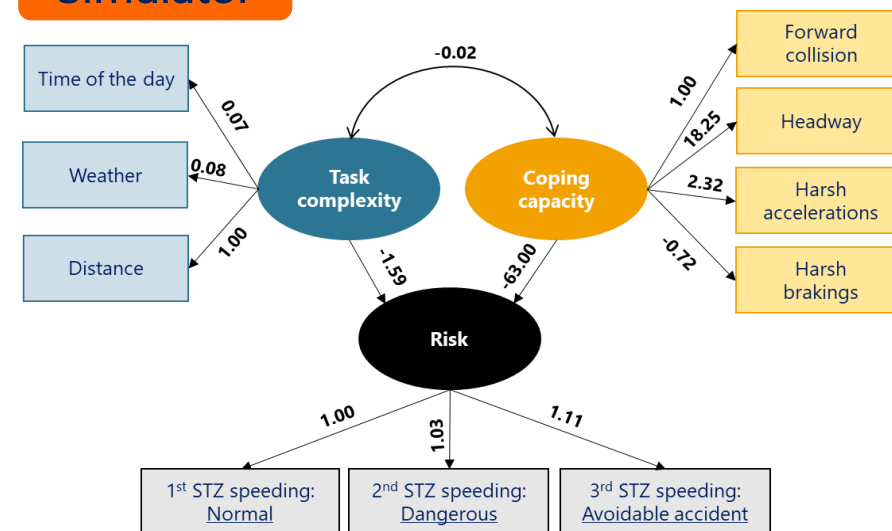 Simulator
-0.02
Forward
collision
Time of the day
0.07
1.00
Headway
18.25
Weather
0.08
Task
complexity
Coping
capacity
2.32
Harsh
accelerations
Distance
1.00
-1.59
-63.00
-0.72
Harsh
brakings
Risk
1.00
1.03
1.11
1st STZ speeding:
Normal
2nd STZ speeding:
Dangerous
3rd STZ speeding:
Avoidable accident